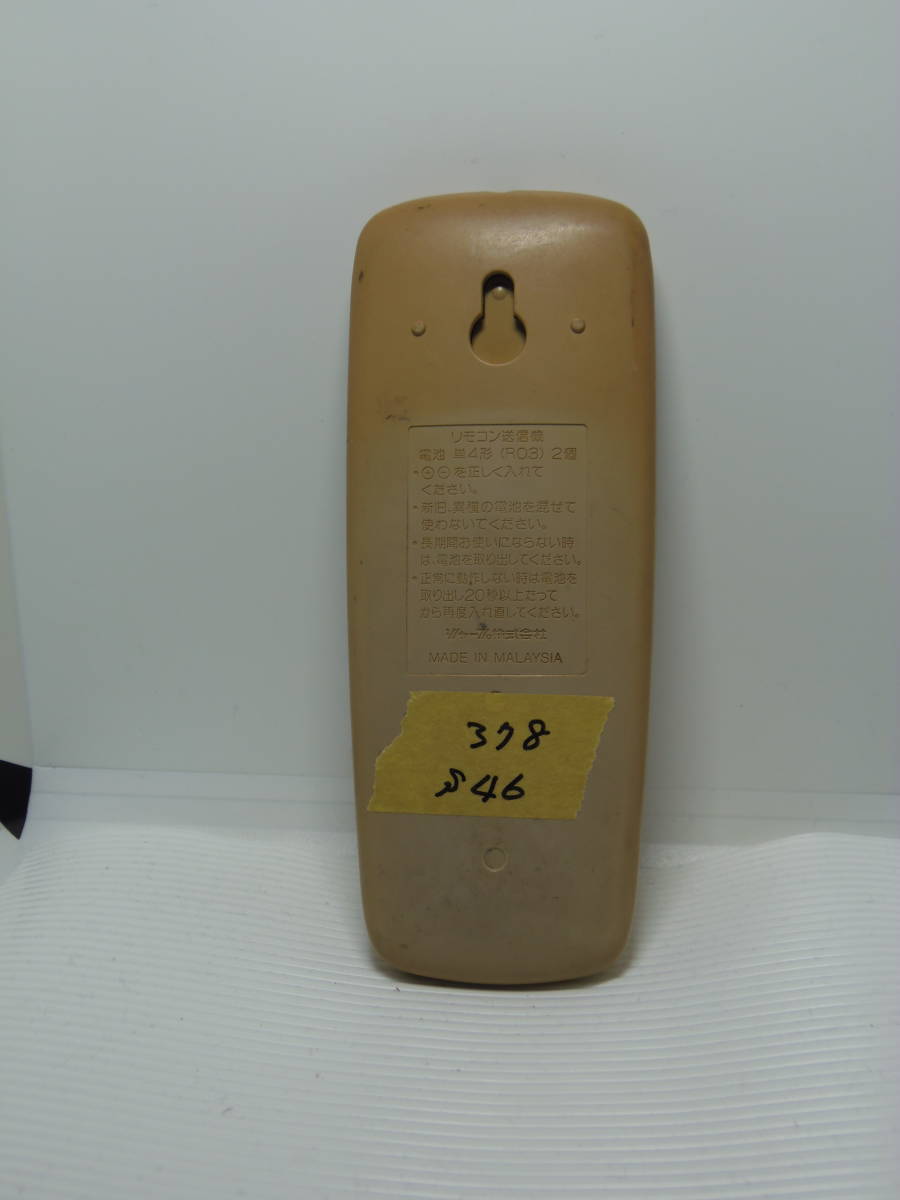 リモコン送信機
電池 単4形 (R03) 2個
・⊕⊖を正しく入れて
ください。
・新旧、異種の電池を混ぜて
使わないでください。
・長期間お使いにならない時
は、電池を取り出してください。
・正常に動作しない時は電池を
取り出し20秒以上たって
から再度入れ直してください。
シャープ株式会社
MADE IN MALAYSIA
378
46